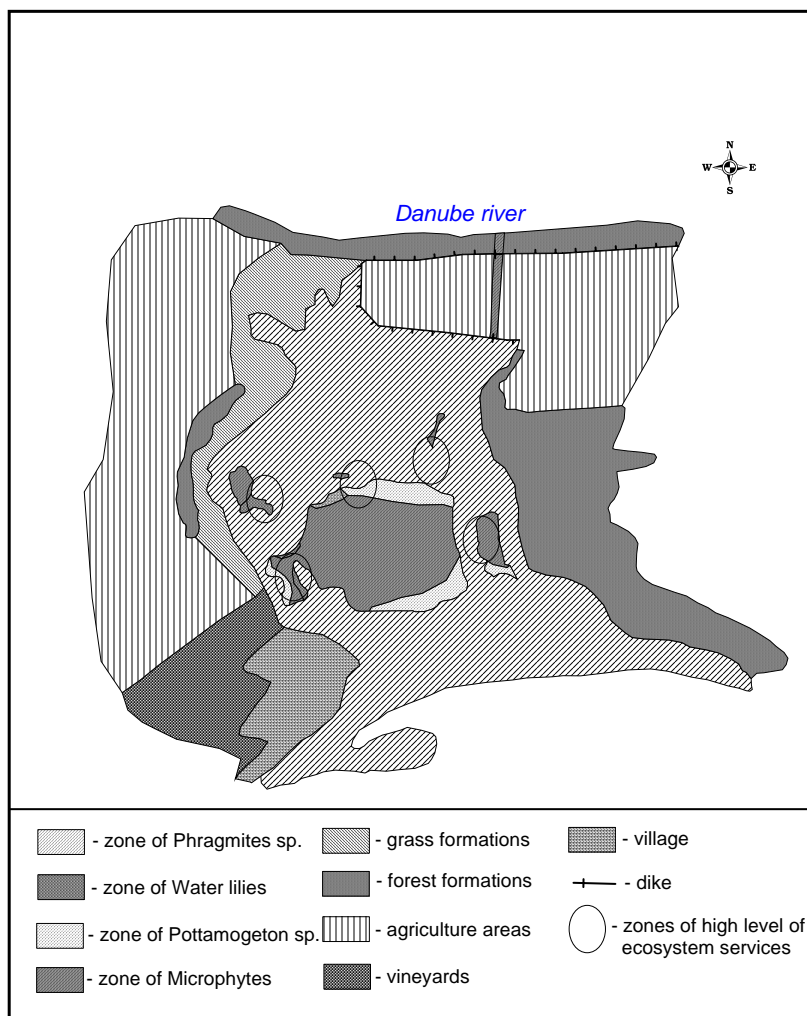 N
W E
S
Danube river
- zone of Phragmites sp.
- grass formations
- village
- zone of Water lilies
- forest formations
- dike
- zone of Pottamogeton sp.
- agriculture areas
- zones of high level of
ecosystem services
- zone of Microphytes
- vineyards